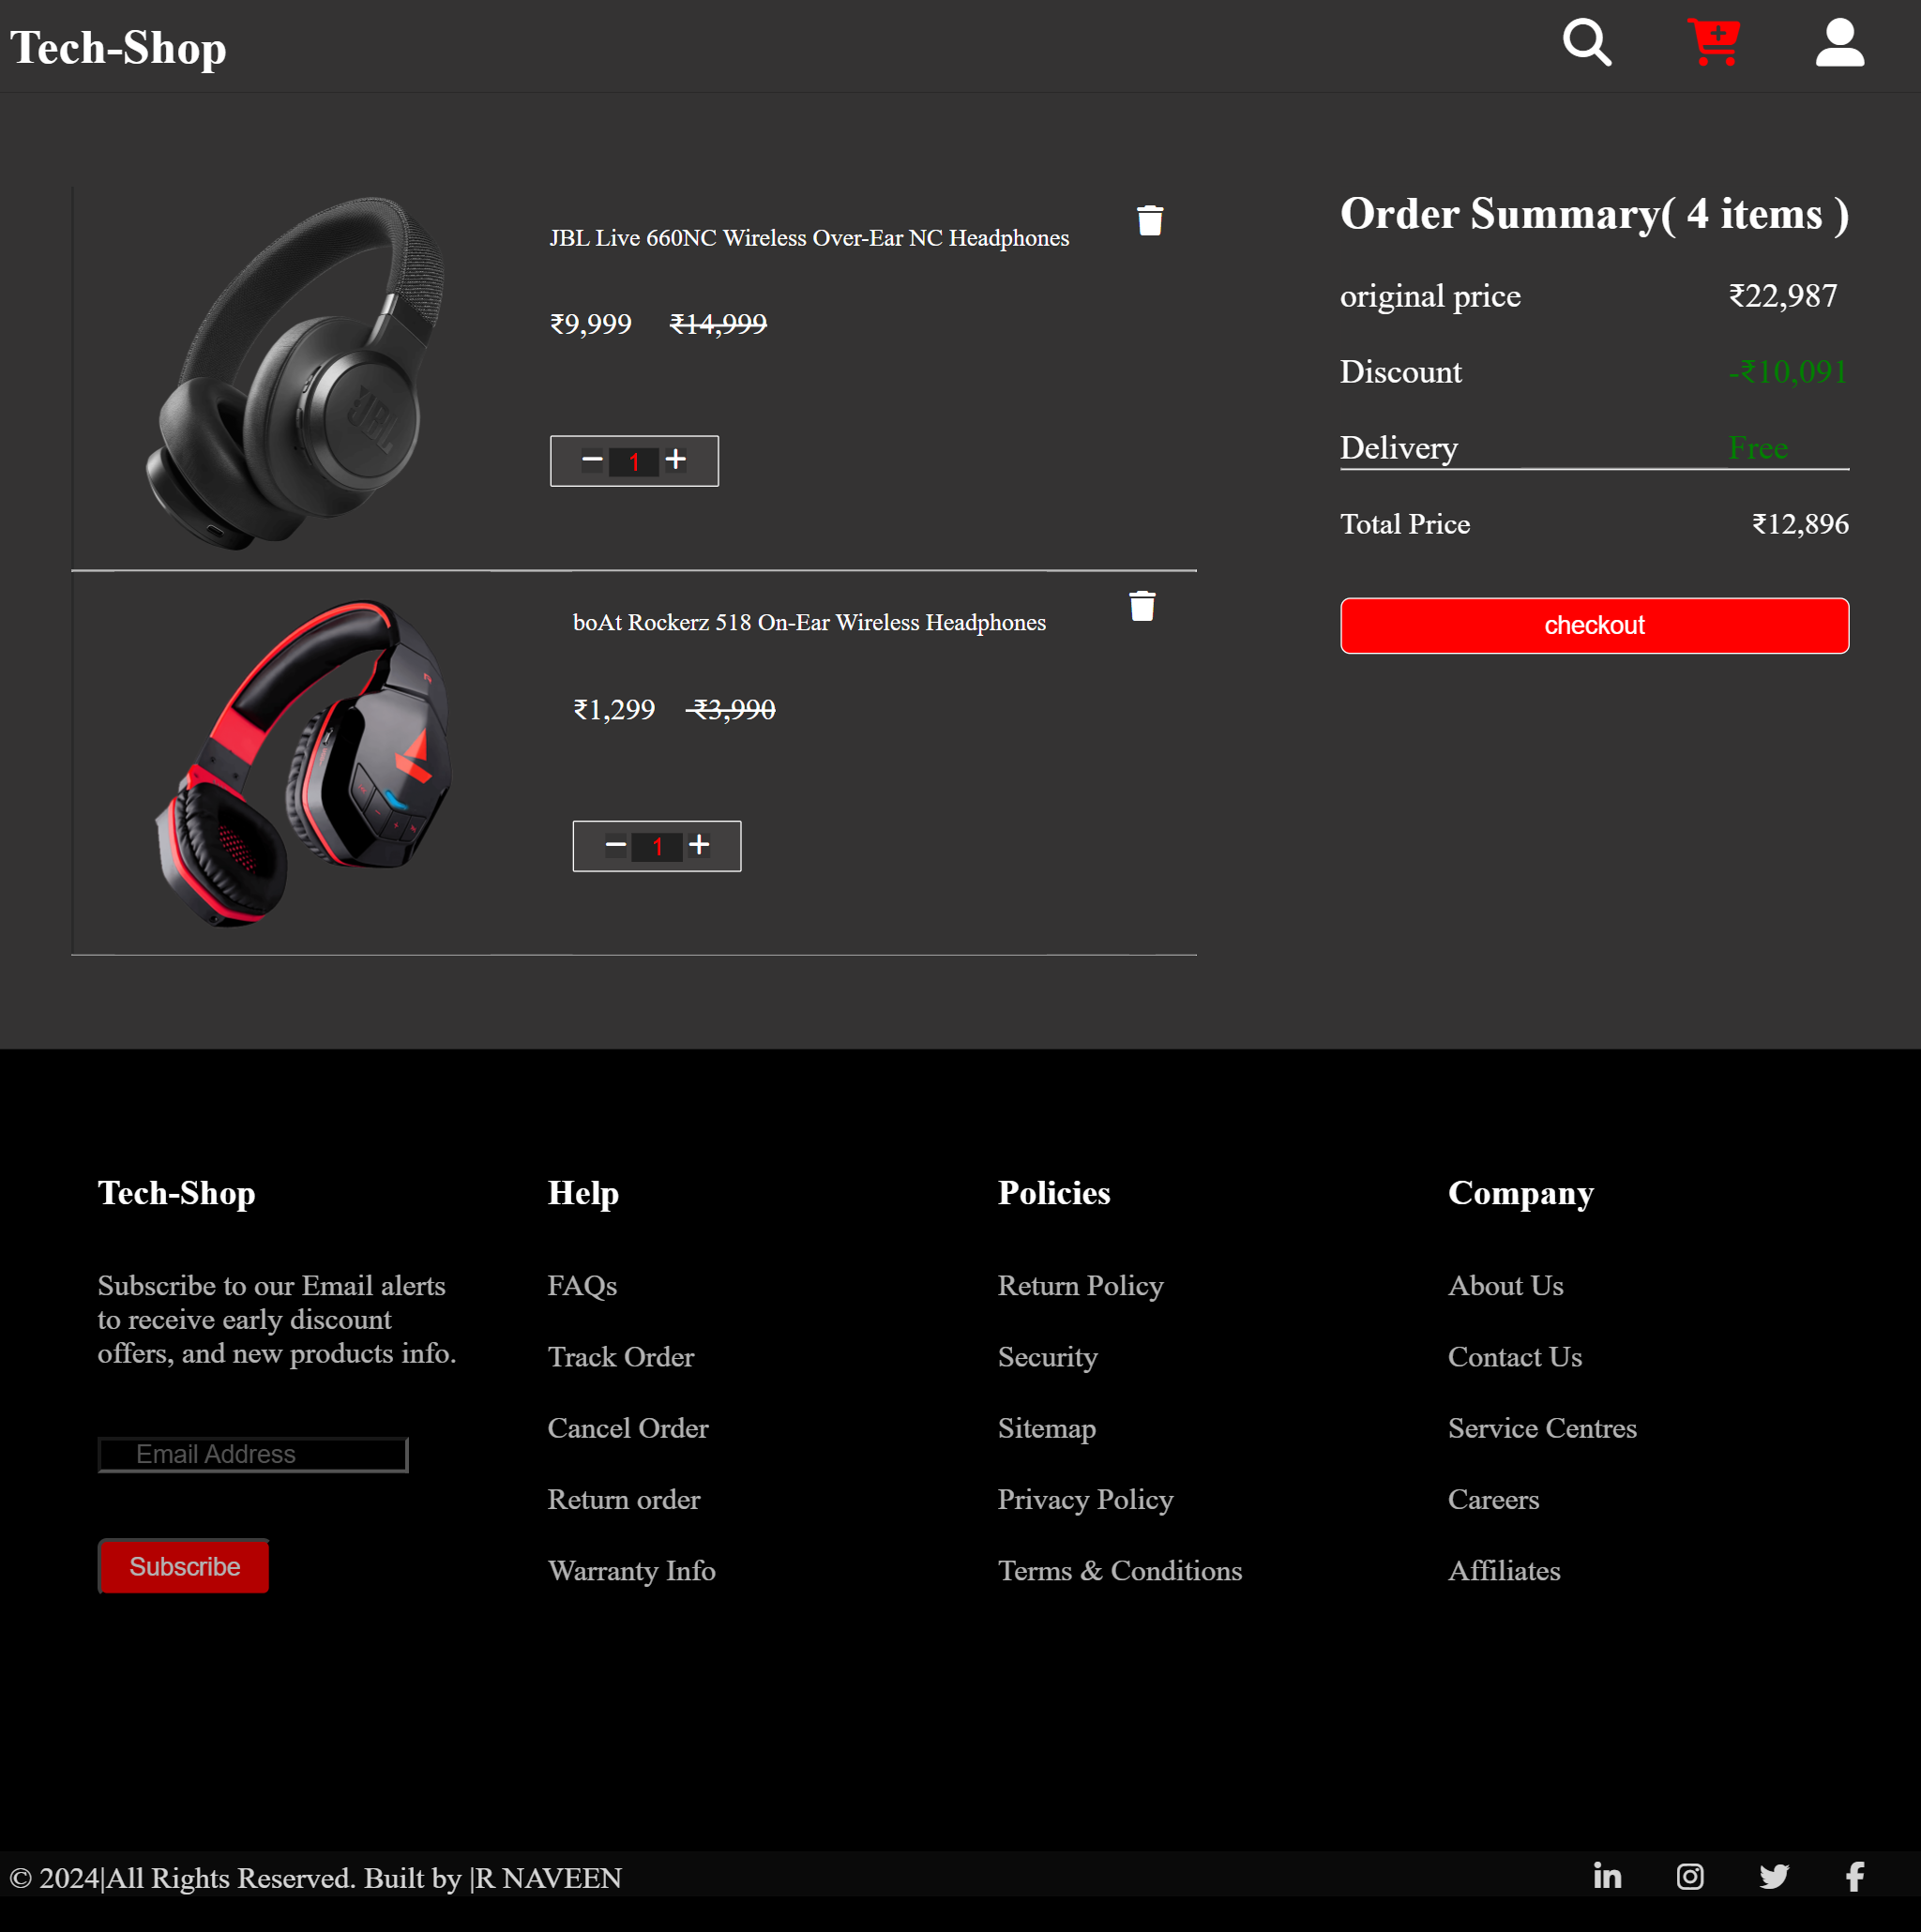 Tech-Shop
JBL Live 660NC Wireless Over-Ear NC Headphones
₹9,999 ₹14,999
− 1 +
JBL
boAt Rockerz 518 On-Ear Wireless Headphones
₹1,299 ₹3,990
− 1 +
Order Summary( 4 items )
original price ₹22,987
Discount -₹10,091
Delivery Free
Total Price ₹12,896
checkout
Tech-Shop
Subscribe to our Email alerts
to receive early discount
offers, and new products info.
Email Address
Subscribe
Help
FAQs
Track Order
Cancel Order
Return order
Warranty Info
Policies
Return Policy
Security
Sitemap
Privacy Policy
Terms & Conditions
Company
About Us
Contact Us
Service Centres
Careers
Affiliates
© 2024|All Rights Reserved. Built by |R NAVEEN